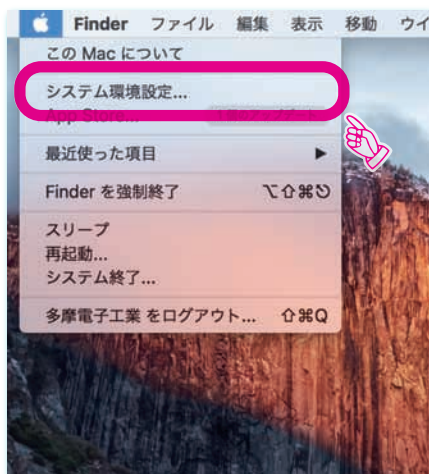 Finder ファイル 編集 表示 移動 ウイ
この Mac について
システム環境設定...
App Store...
最近使った項目 ▶
Finder を強制終了 ⌥⇧⌘⎋
スリープ
再起動...
システム終了...
多摩電子工業 をログアウト... ⇧⌘Q